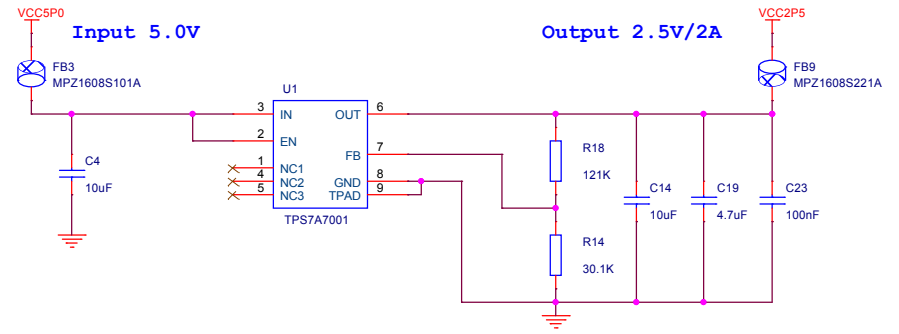 VCC5P0
Input 5.0V
Output 2.5V/2A
VCC2P5
FB3
MPZ1608S101A
FB9
MPZ1608S221A
U1
3 IN
OUT 6
2 EN
FB 7
1 NC1
4 NC2
5 NC3
GND 8
TPAD 9
TPS7A7001
C4
10uF
R18
121K
R14
30.1K
C14
10uF
C19
4.7uF
C23
100nF